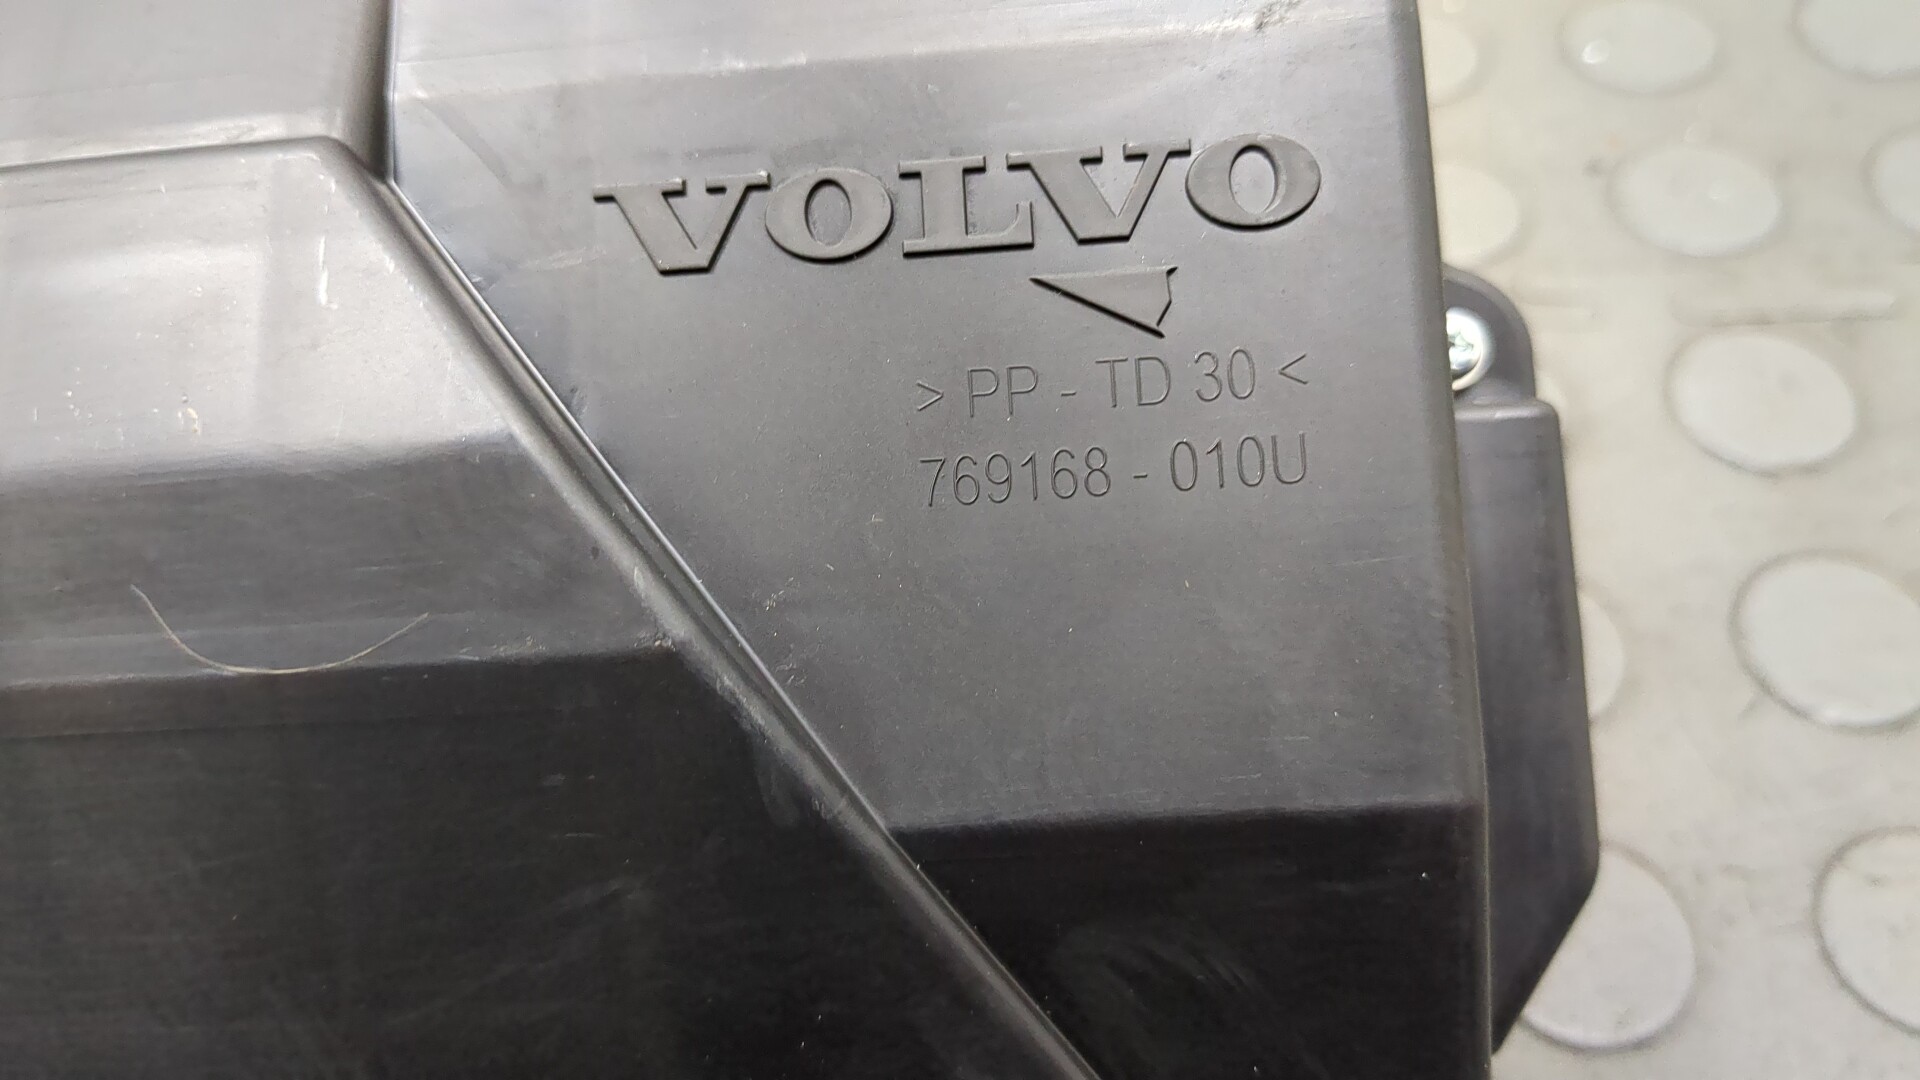 VOLVO
> PP - TD 30 <
769168 - 010U